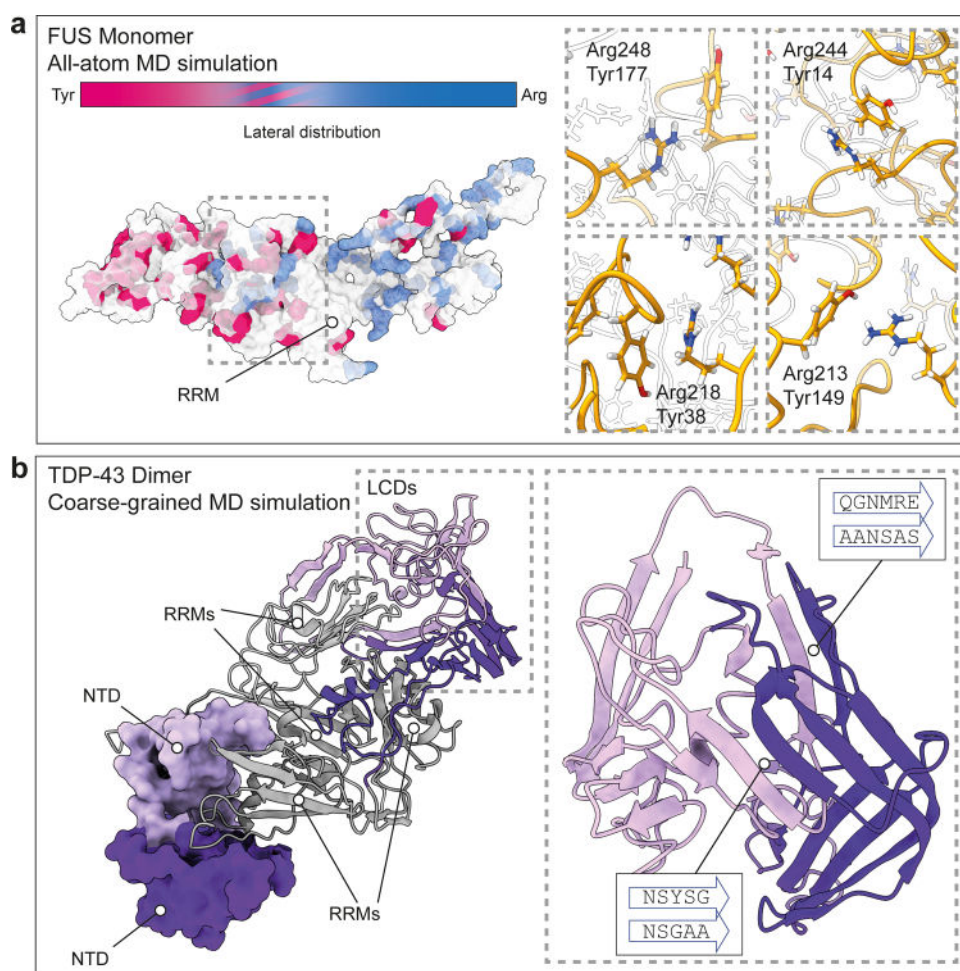 a
FUS Monomer
All-atom MD simulation
Tyr
Arg
Lateral distribution
RRM
Arg248
Tyr177
Arg244
Tyr14
Arg218
Tyr38
Arg213
Tyr149
b
TDP-43 Dimer
Coarse-grained MD simulation
LCDs
RRMs
NTD
RRMs
NTD
QGNMRE
AANSAS
NSYSG
NSGAA